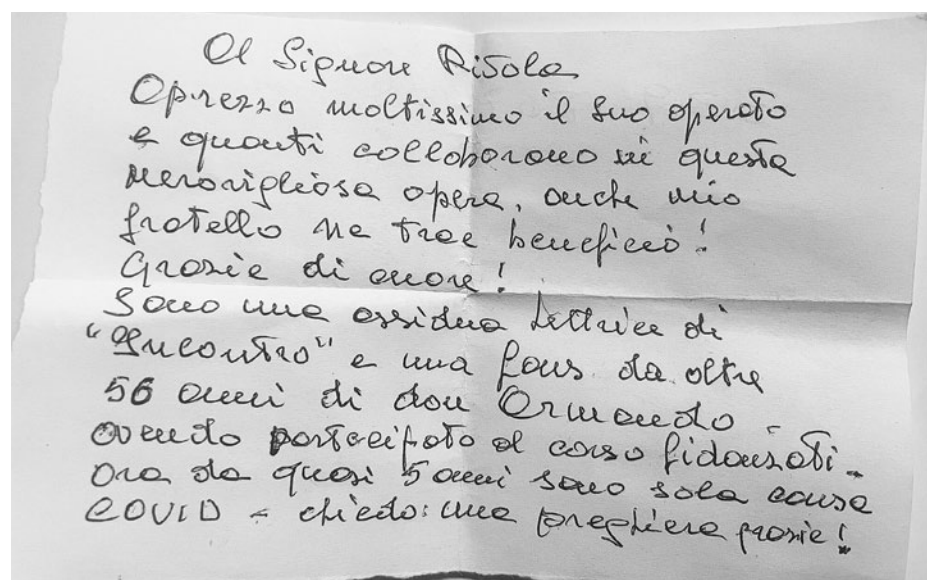 Al Signore Risola
Aprezzo moltissimo il suo operato
e quanti collaborano in questa
meravigliosa opera, anche mio
fratello ne trae beneficio!
Grazie di cuore!
Sono una assidua lettrice di
"Incontro" e una fans da oltre
56 anni di don Armando -
avendo partecipato al corso fidanzati -
Ora da quasi 5 anni sono sola causa
COVID - chiedo: una preghiera grazie!